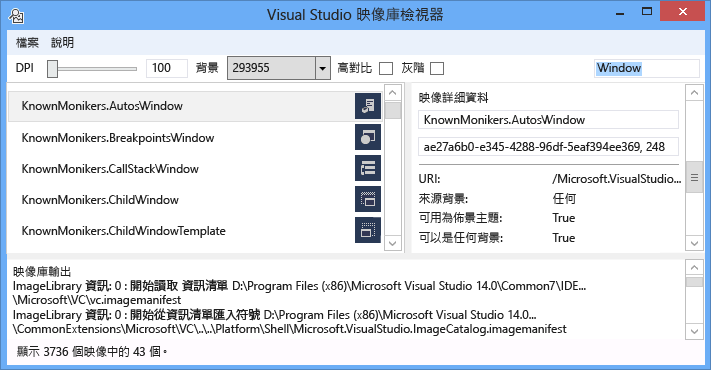 Visual Studio 映像庫檢視器
檔案 說明
DPI 100 背景 293955 高對比 灰階 Window
KnownMonikers.AutosWindow
KnownMonikers.BreakpointsWindow
KnownMonikers.CallStackWindow
KnownMonikers.ChildWindow
KnownMonikers.ChildWindowTemplate
映像詳細資料
KnownMonikers.AutosWindow
ae27a6b0-e345-4288-96df-5eaf394ee369, 248
URI: /Microsoft.VisualStudio...
來源背景: 任何
可用為佈景主題: True
可以是任何背景: True
映像庫輸出
ImageLibrary 資訊: 0 : 開始讀取 資訊清單 D:\Program Files (x86)\Microsoft Visual Studio 14.0\Common7\IDE...
\Microsoft\VC\vc.imagemanifest
ImageLibrary 資訊: 0 : 開始從資訊清單匯入符號 D:\Program Files (x86)\Microsoft Visual Studio 14.0...
\CommonExtensions\Microsoft\VC\..\..\Platform\Shell\Microsoft.VisualStudio.ImageCatalog.imagemanifest
顯示 3736 個映像中的 43 個。